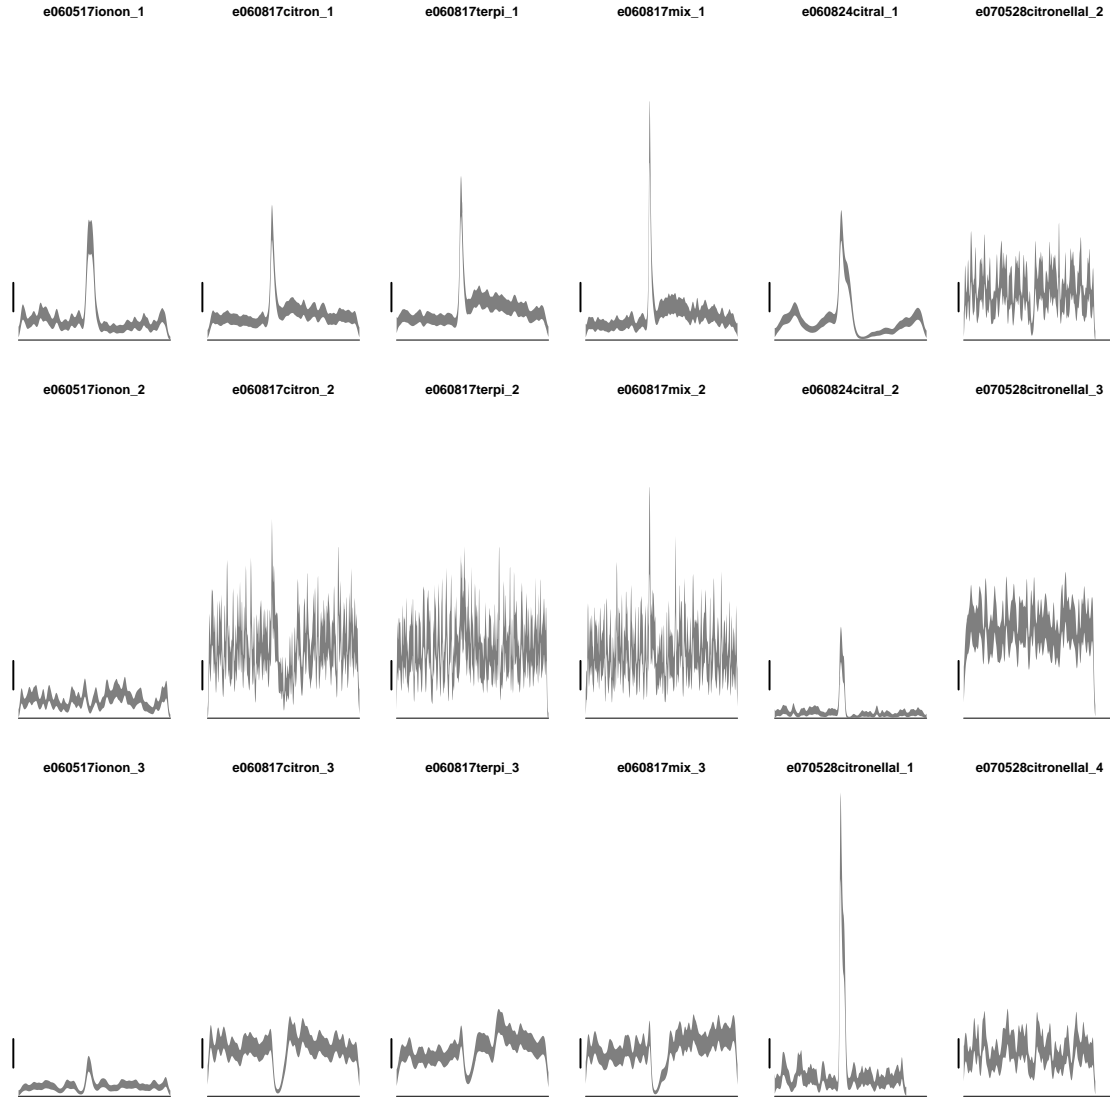 e060517ionon_1 e060817citron_1 e060817terpi_1 e060817mix_1 e060824citral_1 e070528citronellal_2
e060517ionon_2 e060817citron_2 e060817terpi_2 e060817mix_2 e060824citral_2 e070528citronellal_3
e060517ionon_3 e060817citron_3 e060817terpi_3 e060817mix_3 e070528citronellal_1 e070528citronellal_4